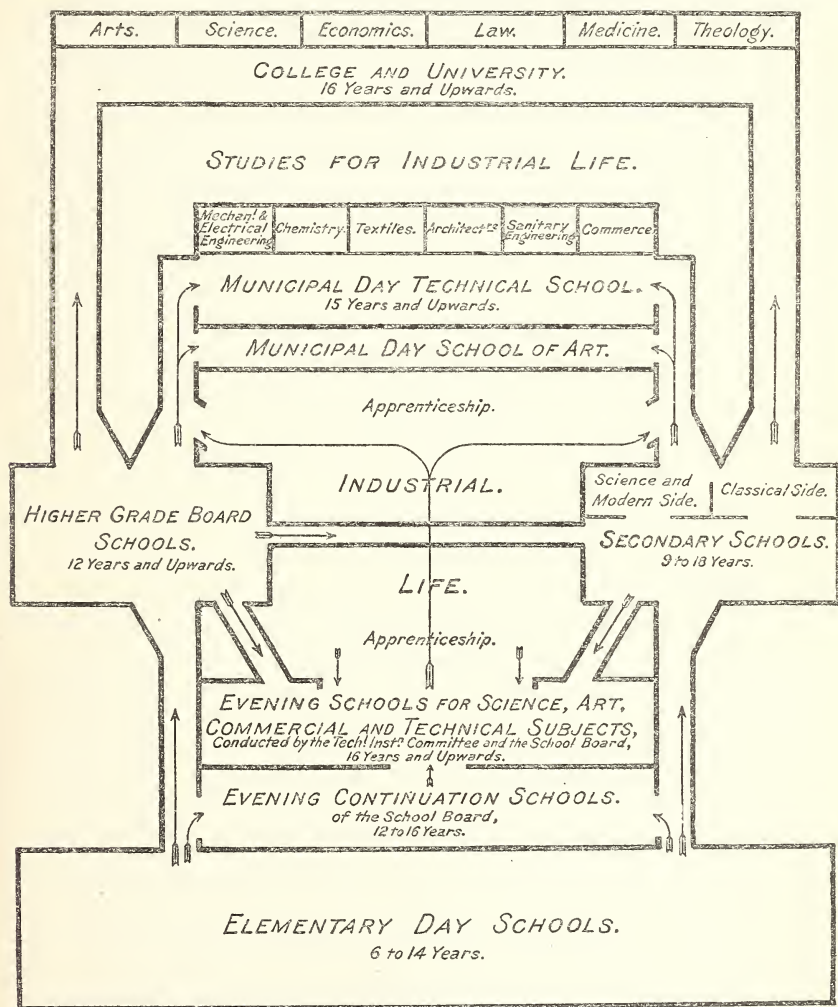 Arts. Science. Economics. Law. Medicine. Theology.
COLLEGE AND UNIVERSITY.
16 Years and Upwards.
STUDIES FOR INDUSTRIAL LIFE.
Mechanl. & Electrical Engineering Chemistry. Textiles. Architectre Sanitary Engineering Commerce
MUNICIPAL DAY TECHNICAL SCHOOL.
15 Years and Upwards.
MUNICIPAL DAY SCHOOL OF ART.
Apprenticeship.
INDUSTRIAL.
Science and
Modern Side.
Classical Side.
HIGHER GRADE BOARD
SCHOOLS.
12 Years and Upwards.
SECONDARY SCHOOLS.
9 to 18 Years.
LIFE.
Apprenticeship.
EVENING SCHOOLS FOR SCIENCE, ART,
COMMERCIAL AND TECHNICAL SUBJECTS,
Conducted by the Techl. Instn. Committee and the School Board,
16 Years and Upwards.
EVENING CONTINUATION SCHOOLS.
of the School Board,
12 to 16 Years.
ELEMENTARY DAY SCHOOLS.
6 to 14 Years.